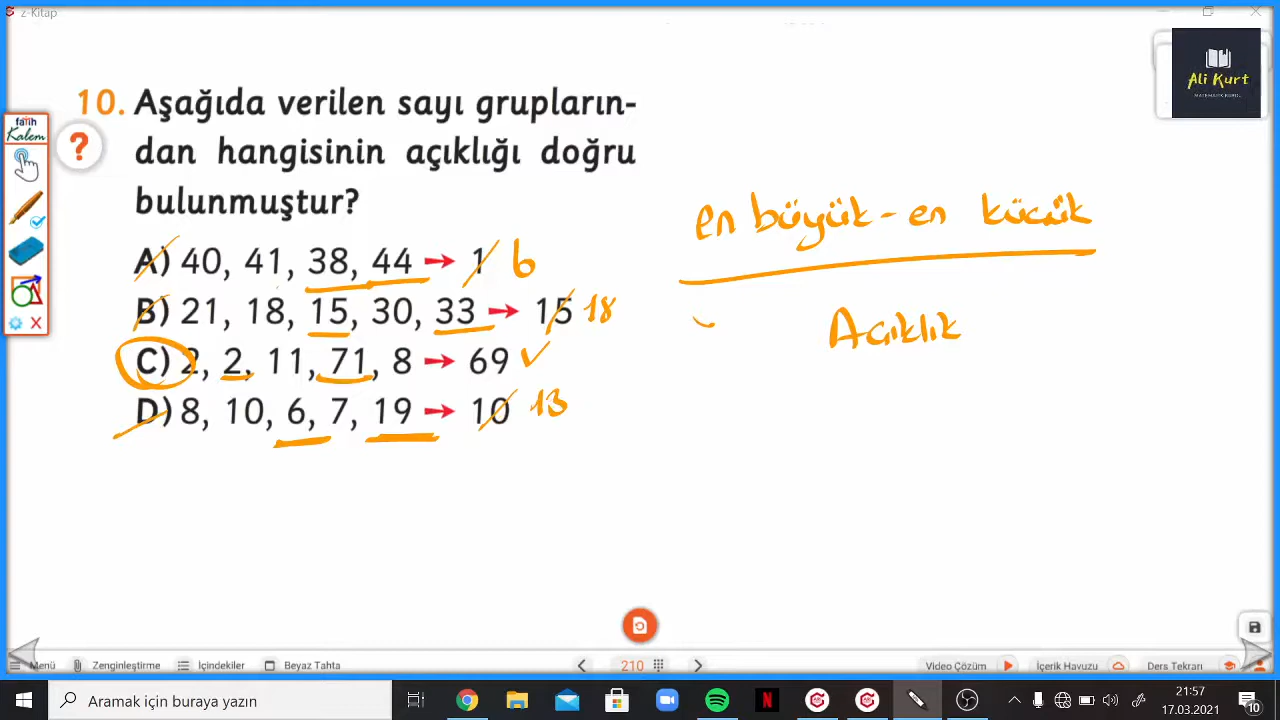 z-Kitap
Ali Kurt
10. Aşağıda verilen sayı grupların-
dan hangisinin açıklığı doğru
bulunmuştur?
A) 40, 41, 38, 44 → 1 6
B) 21, 18, 15, 30, 33 → 15 18
C) 2, 2, 11, 71, 8 → 69 ✓
D) 8, 10, 6, 7, 19 → 10 13
en büyük - en küçük
Açıklık
fatih
Kalem
?
Menü Zenginleştirme İçindekiler Beyaz Tahta 210 Video Çözüm İçerik Havuzu Ders Tekrarı
Aramak için buraya yazın
21:57
17.03.2021
10